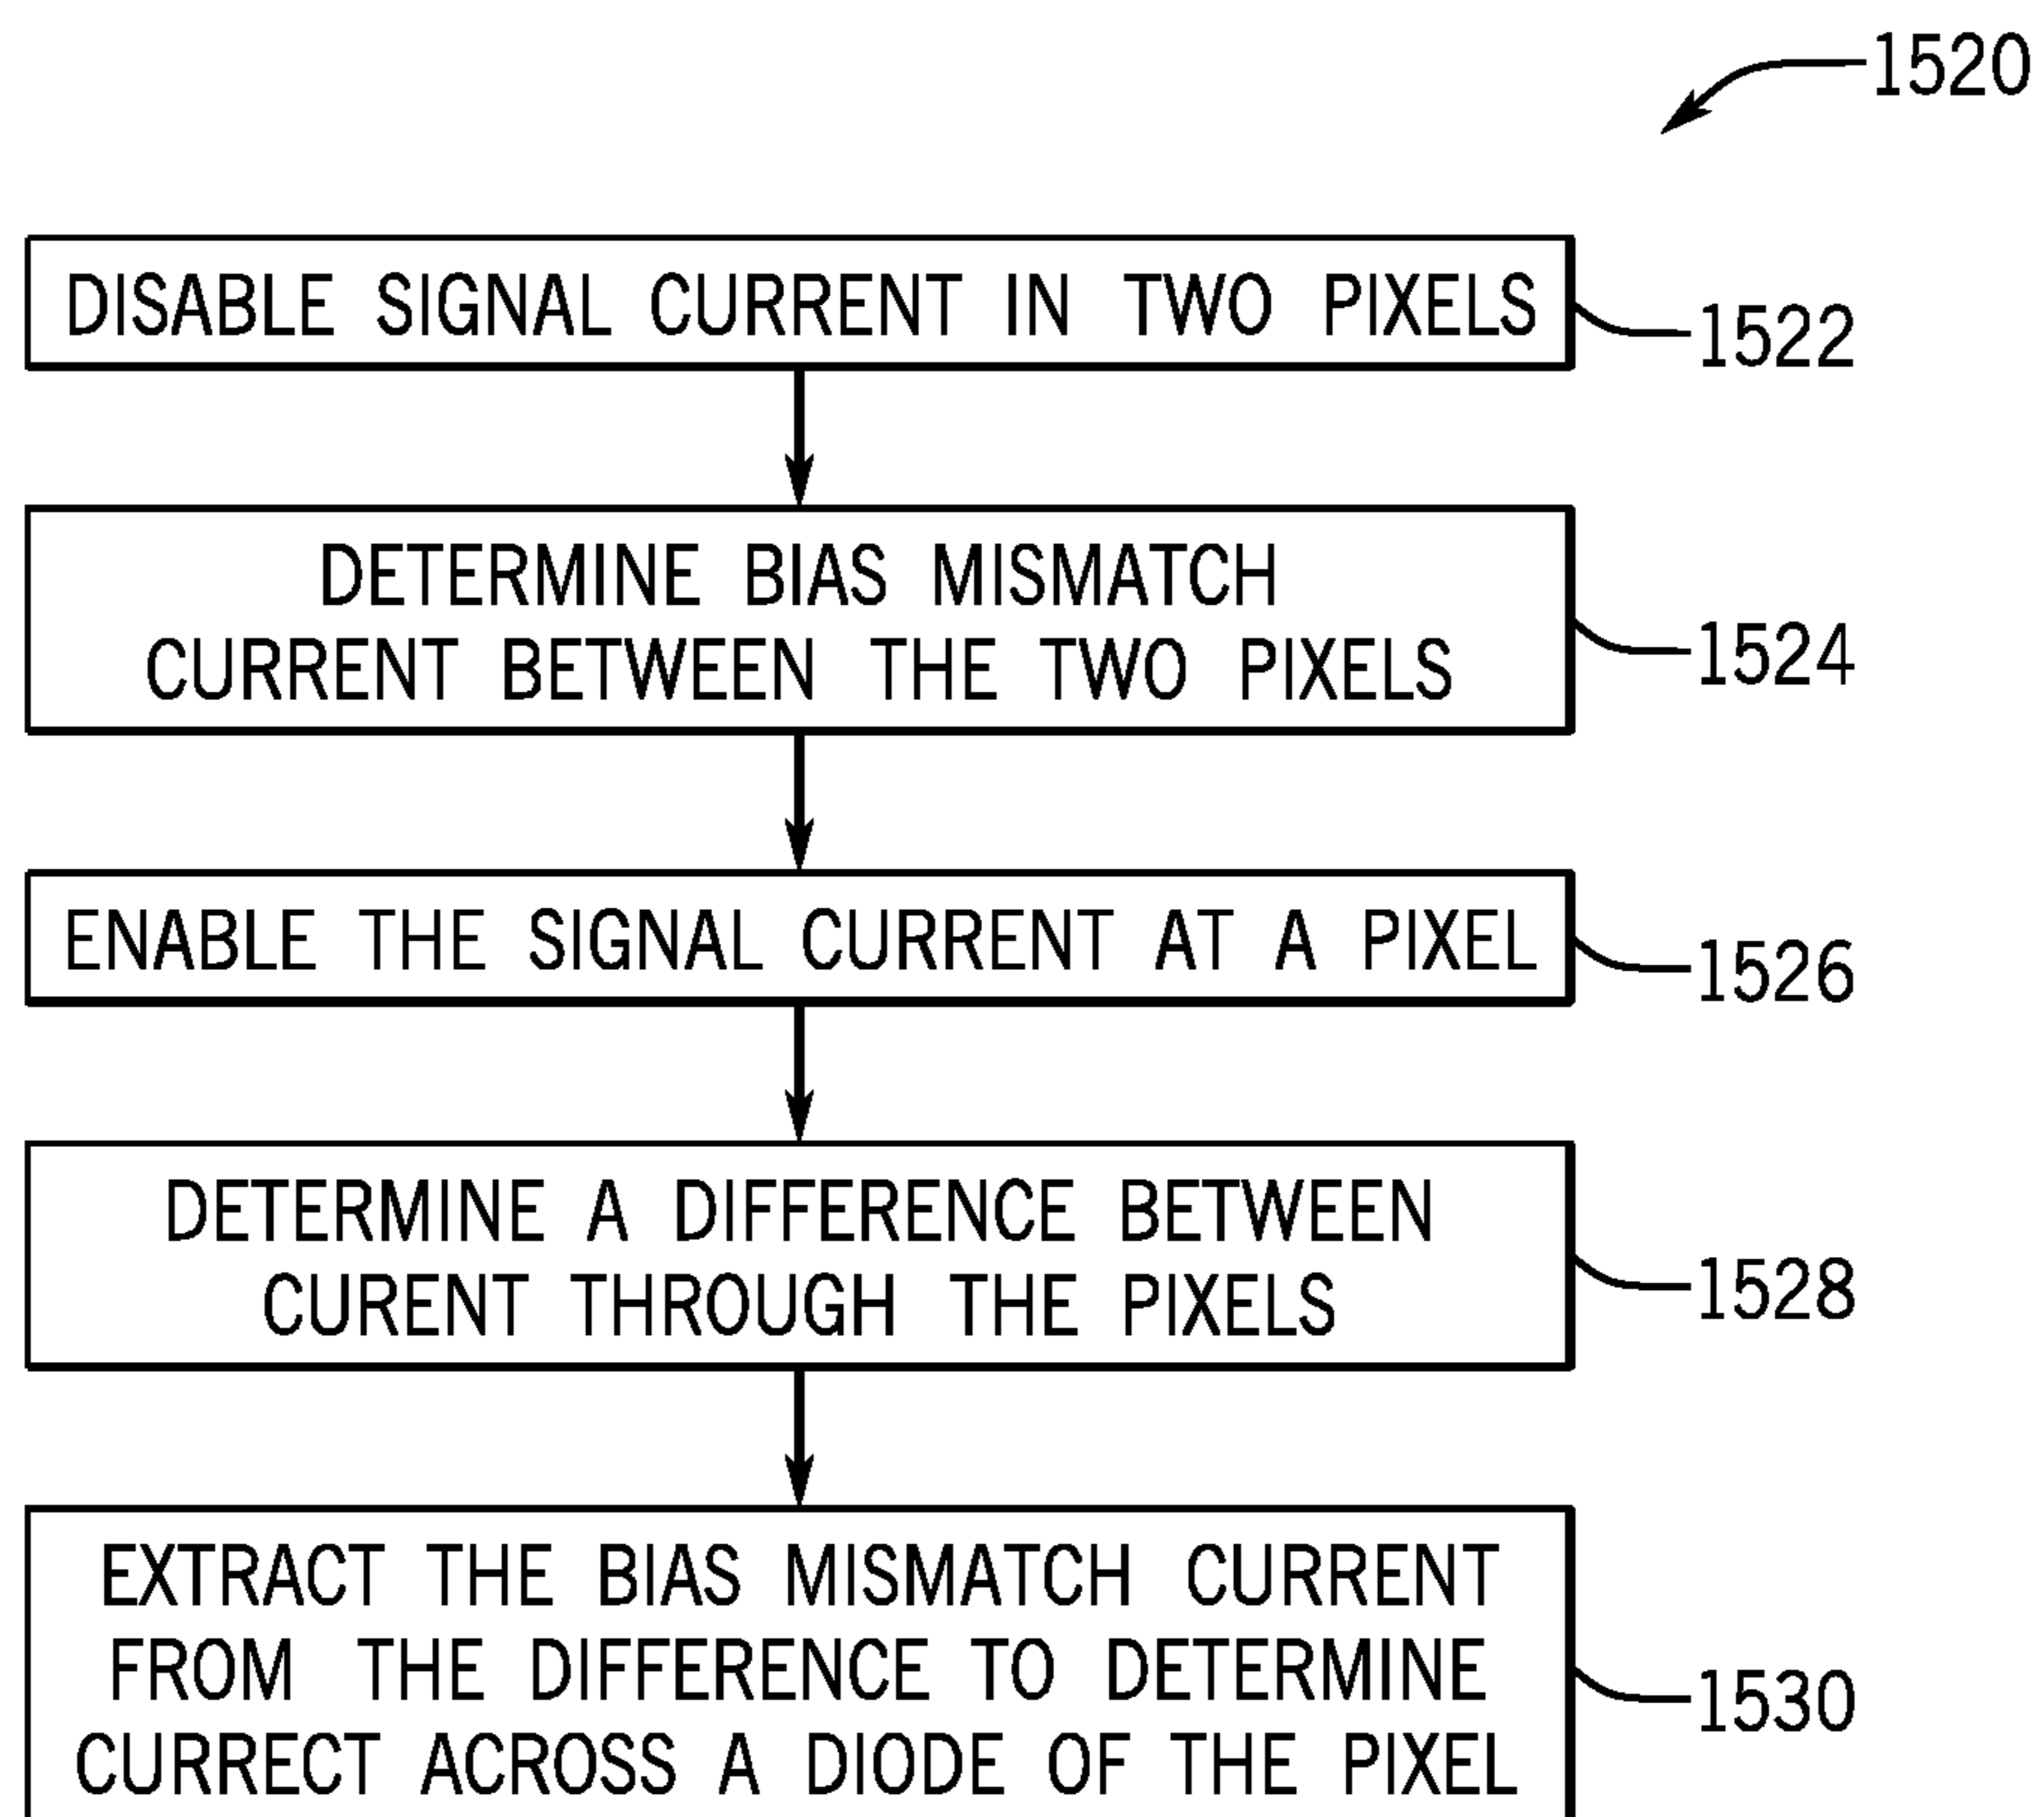 1520
DISABLE SIGNAL CURRENT IN TWO PIXELS
1522
DETERMINE BIAS MISMATCH
CURRENT BETWEEN THE TWO PIXELS
1524
ENABLE THE SIGNAL CURRENT AT A PIXEL
1526
DETERMINE A DIFFERENCE BETWEEN
CURENT THROUGH THE PIXELS
1528
EXTRACT THE BIAS MISMATCH CURRENT
FROM THE DIFFERENCE TO DETERMINE
CURRECT ACROSS A DIODE OF THE PIXEL
1530